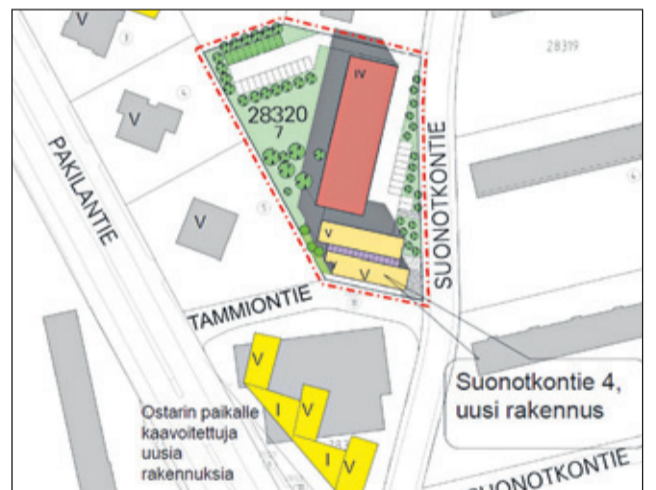 V
V
V
IV
28320
7
28319
PAKILANTIE
SUONOTKONTIE
V
V
TAMMIONTIE
V
I
V
I
V
Suonotkontie 4,
uusi rakennus
Ostarin paikalle
kaavoitettuja
uusia
rakennuksia
SUONOTKONTIE